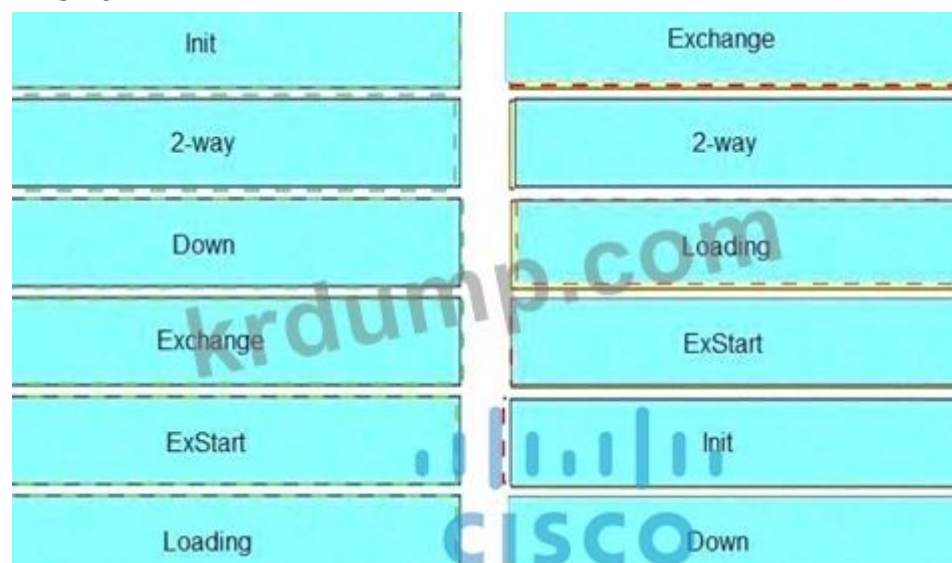 Init
2-way
Down
Exchange
ExStart
Loading
Exchange
2-way
Loading
ExStart
Init
Down
krdump.com
CISCO